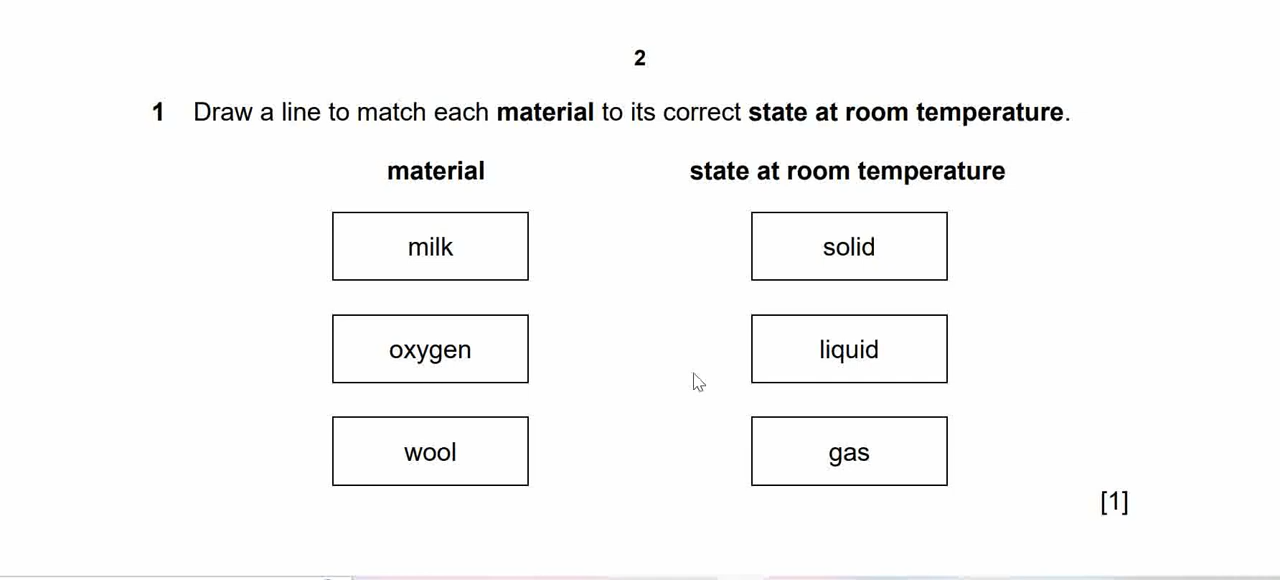 2
1 Draw a line to match each material to its correct state at room temperature.
material state at room temperature
milk solid
oxygen liquid
wool gas
[1]